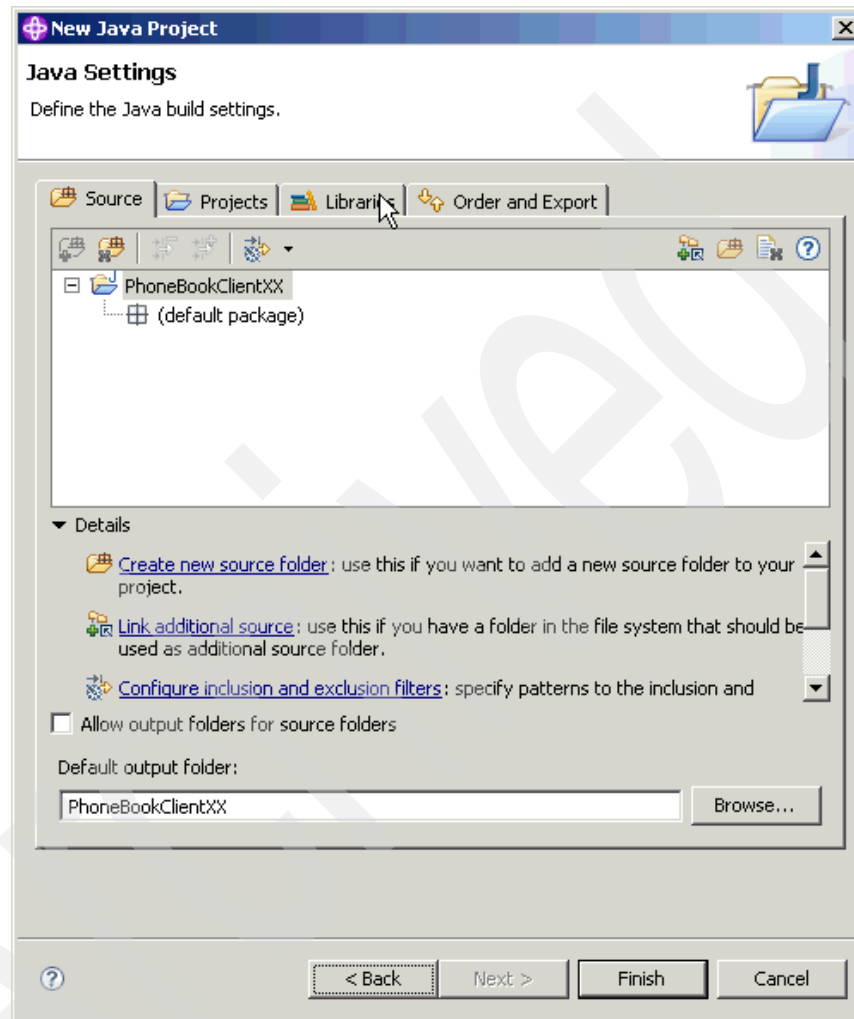 New Java Project
Java Settings
Define the Java build settings.
Source Projects Libraries Order and Export
PhoneBookClientXX
(default package)
Details
Create new source folder: use this if you want to add a new source folder to your
project.
Link additional source: use this if you have a folder in the file system that should be
used as additional source folder.
Configure inclusion and exclusion filters: specify patterns to the inclusion and
Allow output folders for source folders
Default output folder:
PhoneBookClientXX Browse...
< Back Next > Finish Cancel